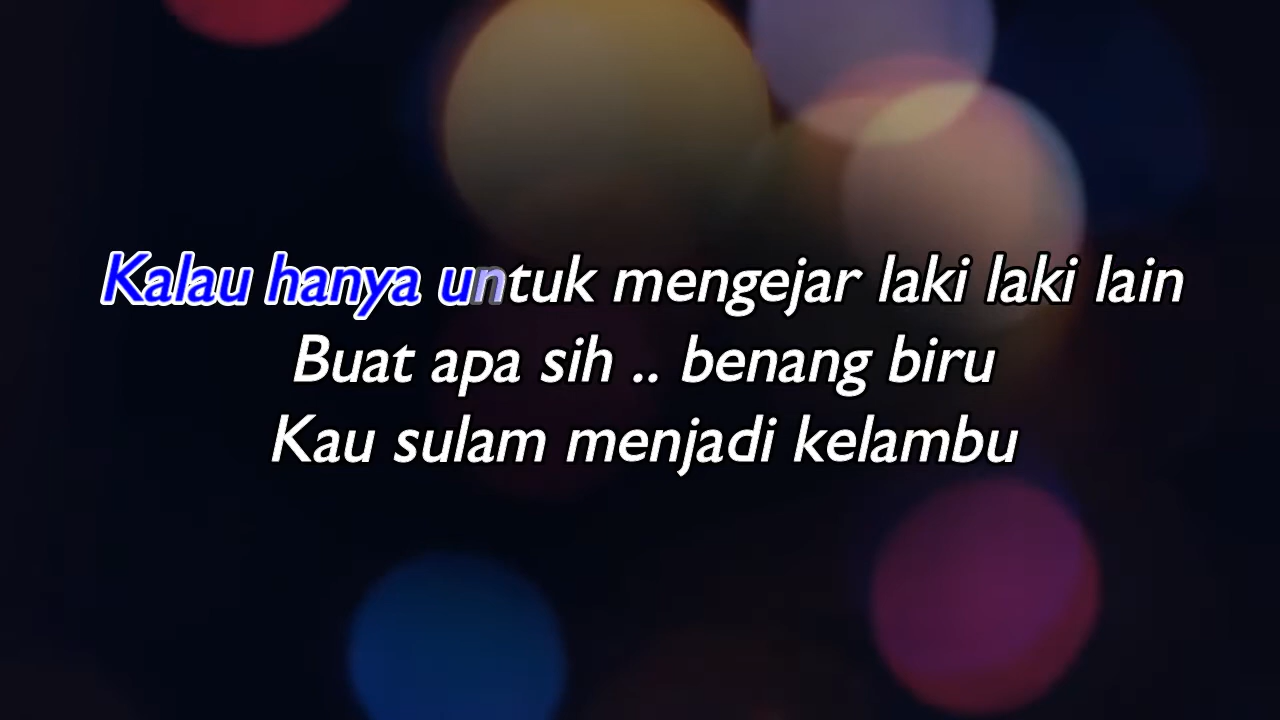 Kalau hanya untuk mengejar laki laki lain
Buat apa sih .. benang biru
Kau sulam menjadi kelambu